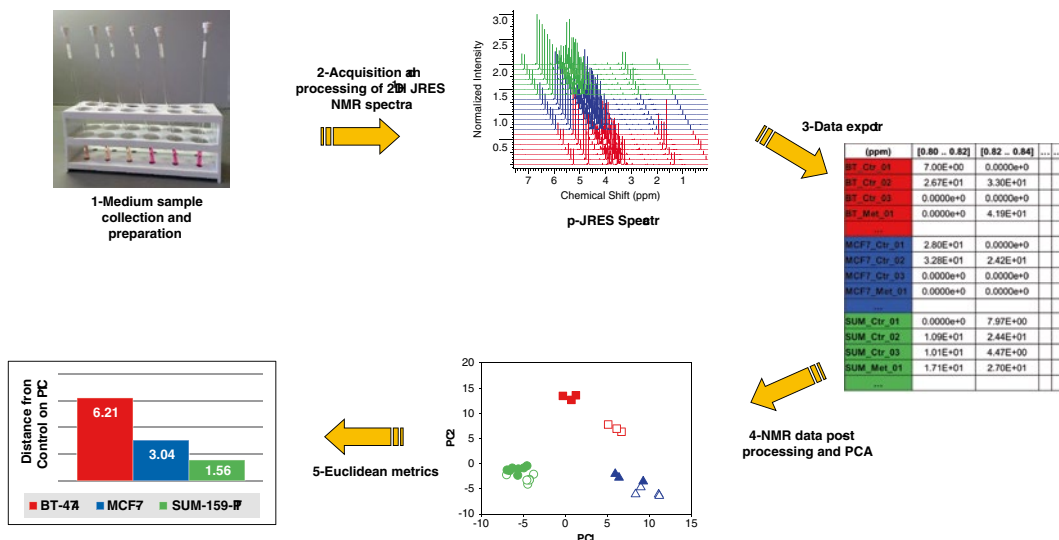 1-Medium sample
collection and
preparation
2-Acquisition an
processing of 2D 1H JRES
NMR spectra
Normalized Intensity
3.0
2.5
2.0
1.5
1.0
0.5
7 6 5 4 3 2 1
Chemical Shift (ppm)
p-JRES Spectr
3-Data expor
(ppm) [0.80 .. 0.82] [0.82 .. 0.84] ... ...
BT_Ctr_01 7.00E+00 0.0000e+0
BT_Ctr_02 2.67E+01 3.30E+01
BT_Ctr_03 0.0000e+0 0.0000e+0
BT_Met_01 0.0000e+0 4.19E+01
...
MCF7_Ctr_01 2.80E+01 0.0000e+0
MCF7_Ctr_02 3.28E+01 2.42E+01
MCF7_Ctr_03 0.0000e+0 0.0000e+0
MCF7_Met_01 0.0000e+0 0.0000e+0
...
SUM_Ctr_01 0.0000e+0 7.97E+00
SUM_Ctr_02 1.09E+01 2.44E+01
SUM_Ctr_03 1.01E+01 4.47E+00
SUM_Met_01 1.71E+01 2.70E+01
...
4-NMR data post
processing and PCA
PC2
20
15
10
5
0
-5
-10
-10 -5 0 5 10 15
PC1
5-Euclidean metrics
Distance from
Control on PC
6.21
3.04
1.56
BT-474 MCF-7 SUM-159-PT